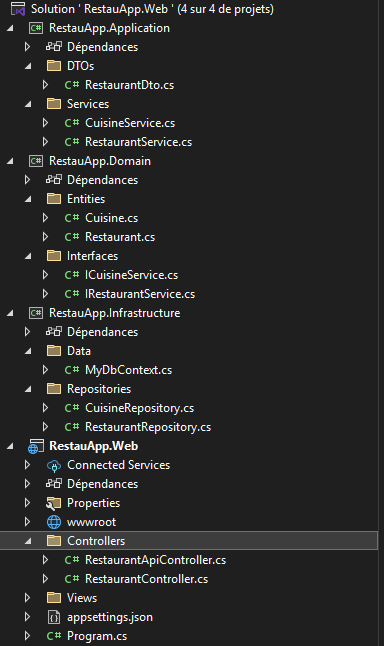 Solution ' RestauApp.Web ' (4 sur 4 de projets)
RestauApp.Application
Dépendances
DTOs
C# RestaurantDto.cs
Services
C# CuisineService.cs
C# RestaurantService.cs
RestauApp.Domain
Dépendances
Entities
C# Cuisine.cs
C# Restaurant.cs
Interfaces
C# ICuisineService.cs
C# IRestaurantService.cs
RestauApp.Infrastructure
Dépendances
Data
C# MyDbContext.cs
Repositories
C# CuisineRepository.cs
C# RestaurantRepository.cs
RestauApp.Web
Connected Services
Dépendances
Properties
wwwroot
Controllers
C# RestaurantApiController.cs
C# RestaurantController.cs
Views
appsettings.json
C# Program.cs